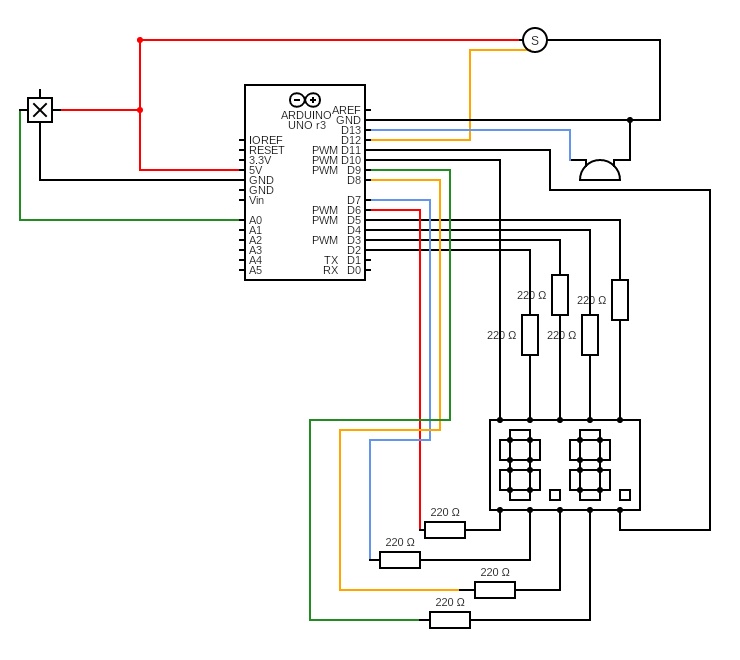 S
ARDUINO
UNO r3
AREF
GND
D13
D12
IOREF
RESET PWM D11
3.3V PWM D10
5V PWM D9
GND D8
GND
Vin D7
PWM D6
A0 PWM D5
A1 D4
A2 PWM D3
A3 D2
A4 TX D1
A5 RX D0
220 Ω
220 Ω
220 Ω
220 Ω
220 Ω
220 Ω
220 Ω
220 Ω